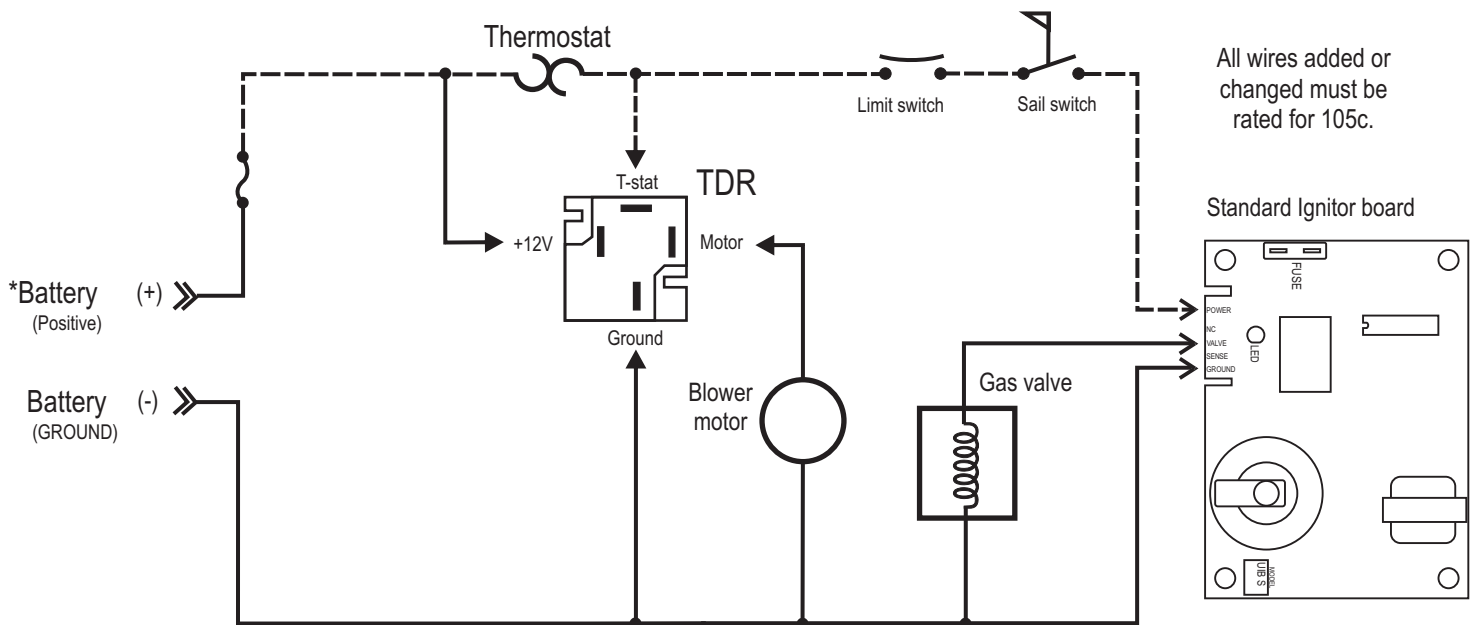 Thermostat
All wires added or
changed must be
rated for 105c.
Limit switch
Sail switch
T-stat
TDR
+12V
Motor
Ground
*Battery (+)
(Positive)
Battery (-)
(GROUND)
Blower
motor
Gas valve
Standard Ignitor board
FUSE
POWER
NC
VALVE
SENSE
GROUND
LED
MODEL
UIB S